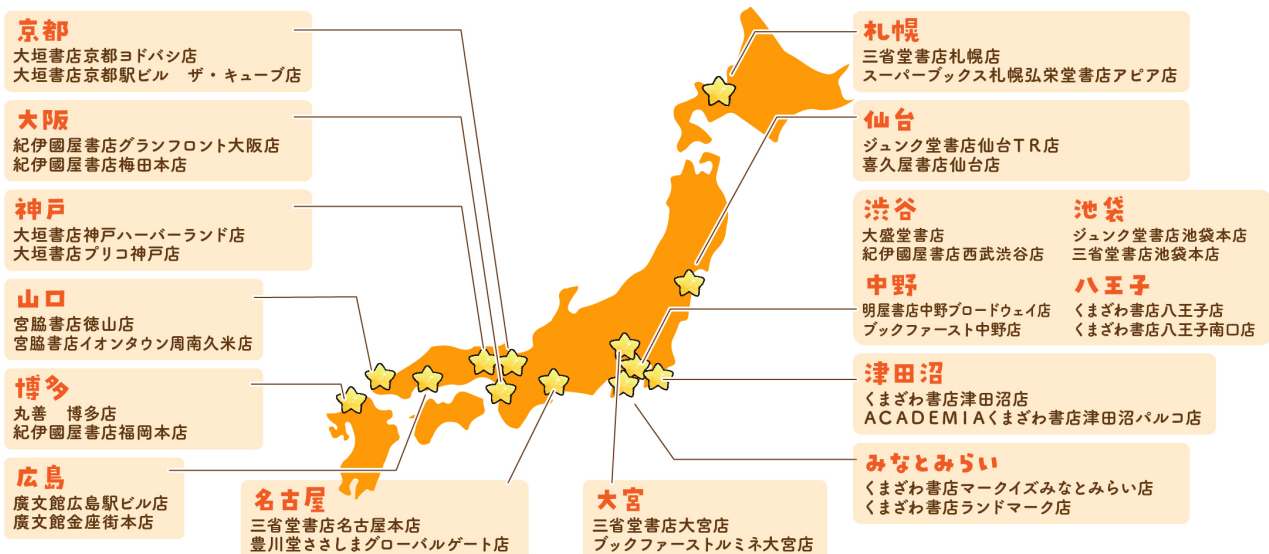 京都
大垣書店京都ヨドバシ店
大垣書店京都駅ビル　ザ・キューブ店
大阪
紀伊國屋書店グランフロント大阪店
紀伊國屋書店梅田本店
神戸
大垣書店神戸ハーバーランド店
大垣書店プリコ神戸店
山口
宮脇書店徳山店
宮脇書店イオンタウン周南久米店
博多
丸善　博多店
紀伊國屋書店福岡本店
広島
廣文館広島駅ビル店
廣文館金座街本店
名古屋
三省堂書店名古屋本店
豊川堂ささしまグローバルゲート店
大宮
三省堂書店大宮店
ブックファーストルミネ大宮店
札幌
三省堂書店札幌店
スーパーブックス札幌弘栄堂書店アピア店
仙台
ジュンク堂書店仙台TR店
喜久屋書店仙台店
渋谷
大盛堂書店
紀伊國屋書店西武渋谷店
池袋
ジュンク堂書店池袋本店
三省堂書店池袋本店
中野
明屋書店中野ブロードウェイ店
ブックファースト中野店
八王子
くまざわ書店八王子店
くまざわ書店八王子南口店
津田沼
くまざわ書店津田沼店
ACADEMIAくまざわ書店津田沼パルコ店
みなとみらい
くまざわ書店マークイズみなとみらい店
くまざわ書店ランドマーク店